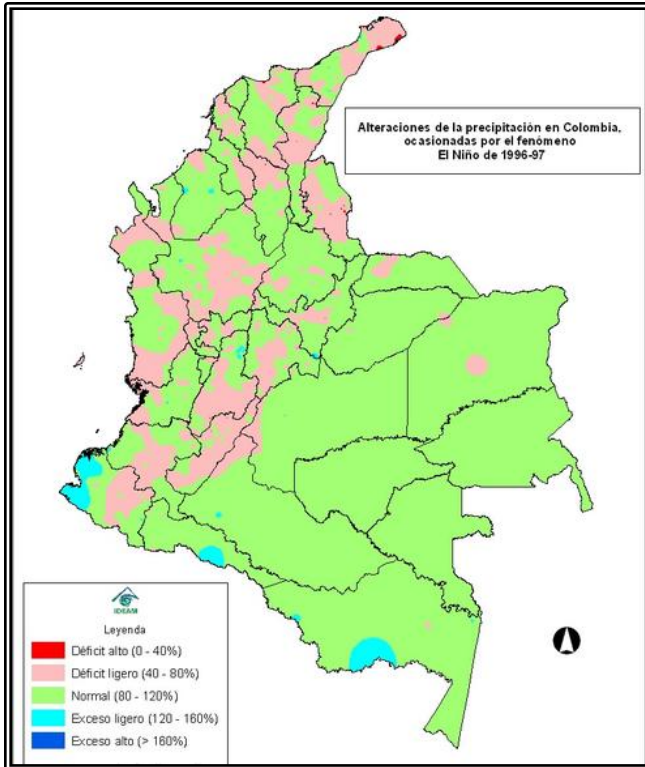 Alteraciones de la precipitación en Colombia,
ocasionadas por el fenómeno
El Niño de 1996-97
IDEAM
Leyenda
Déficit alto (0 - 40%)
Déficit ligero (40 - 80%)
Normal (80 - 120%)
Exceso ligero (120 - 160%)
Exceso alto (> 160%)